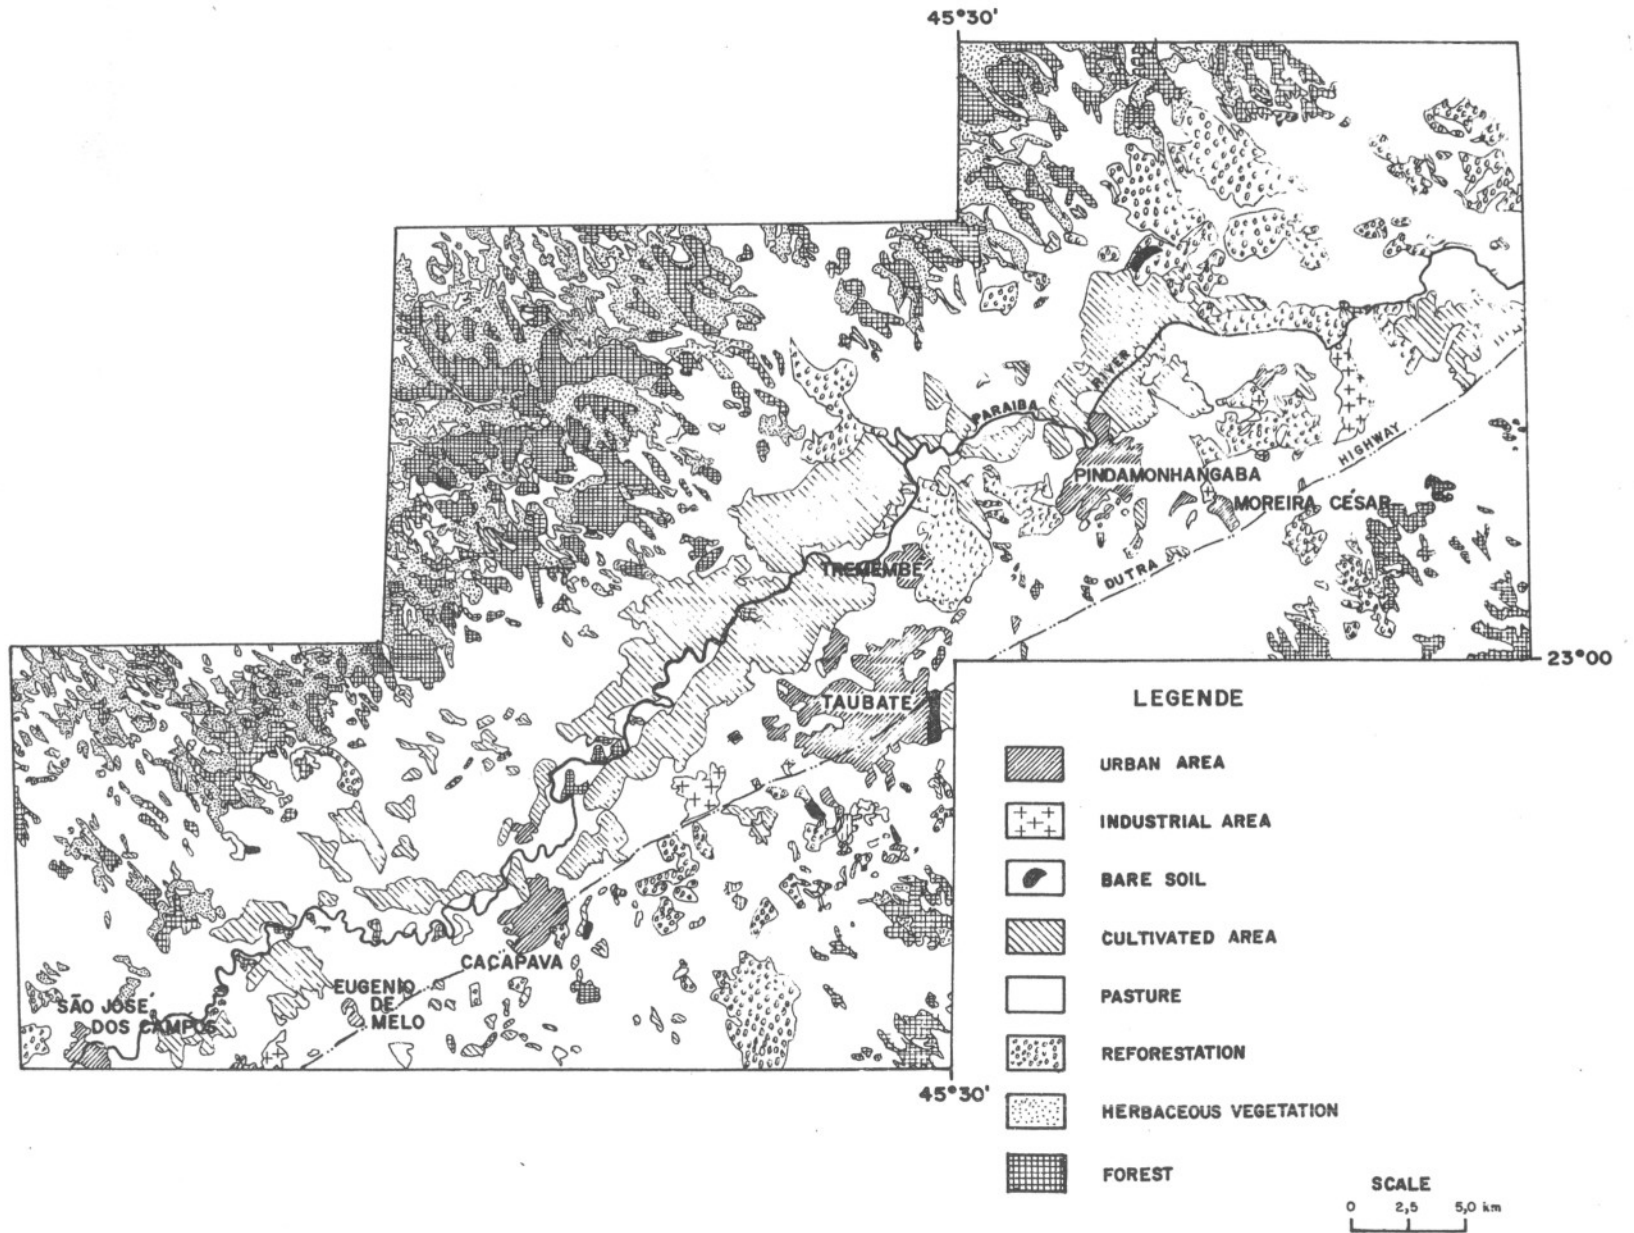 45°30'
PARAIBA
RIVER
HIGHWAY
PINDAMONHANGABA
MOREIRA CÉSAR
TREMEMBÉ
DUTRA
23°00
TAUBATE
CAÇAPAVA
EUGENIO
DE
MELO
SÃO JOSÉ
DOS CAMPOS
45°30'
LEGENDE
URBAN AREA
INDUSTRIAL AREA
BARE SOIL
CULTIVATED AREA
PASTURE
REFORESTATION
HERBACEOUS VEGETATION
FOREST
SCALE
0 2,5 5,0 km